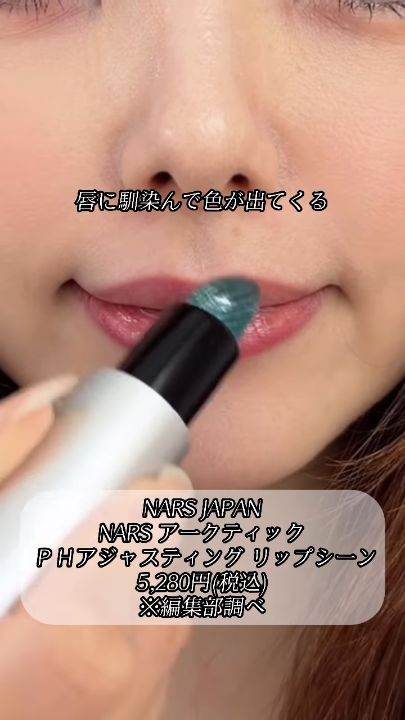 唇に馴染んで色が出てくる
NARS JAPAN
NARS アークティック
ＰＨアジャスティング リップシーン
5,280円(税込)
※編集部調べ